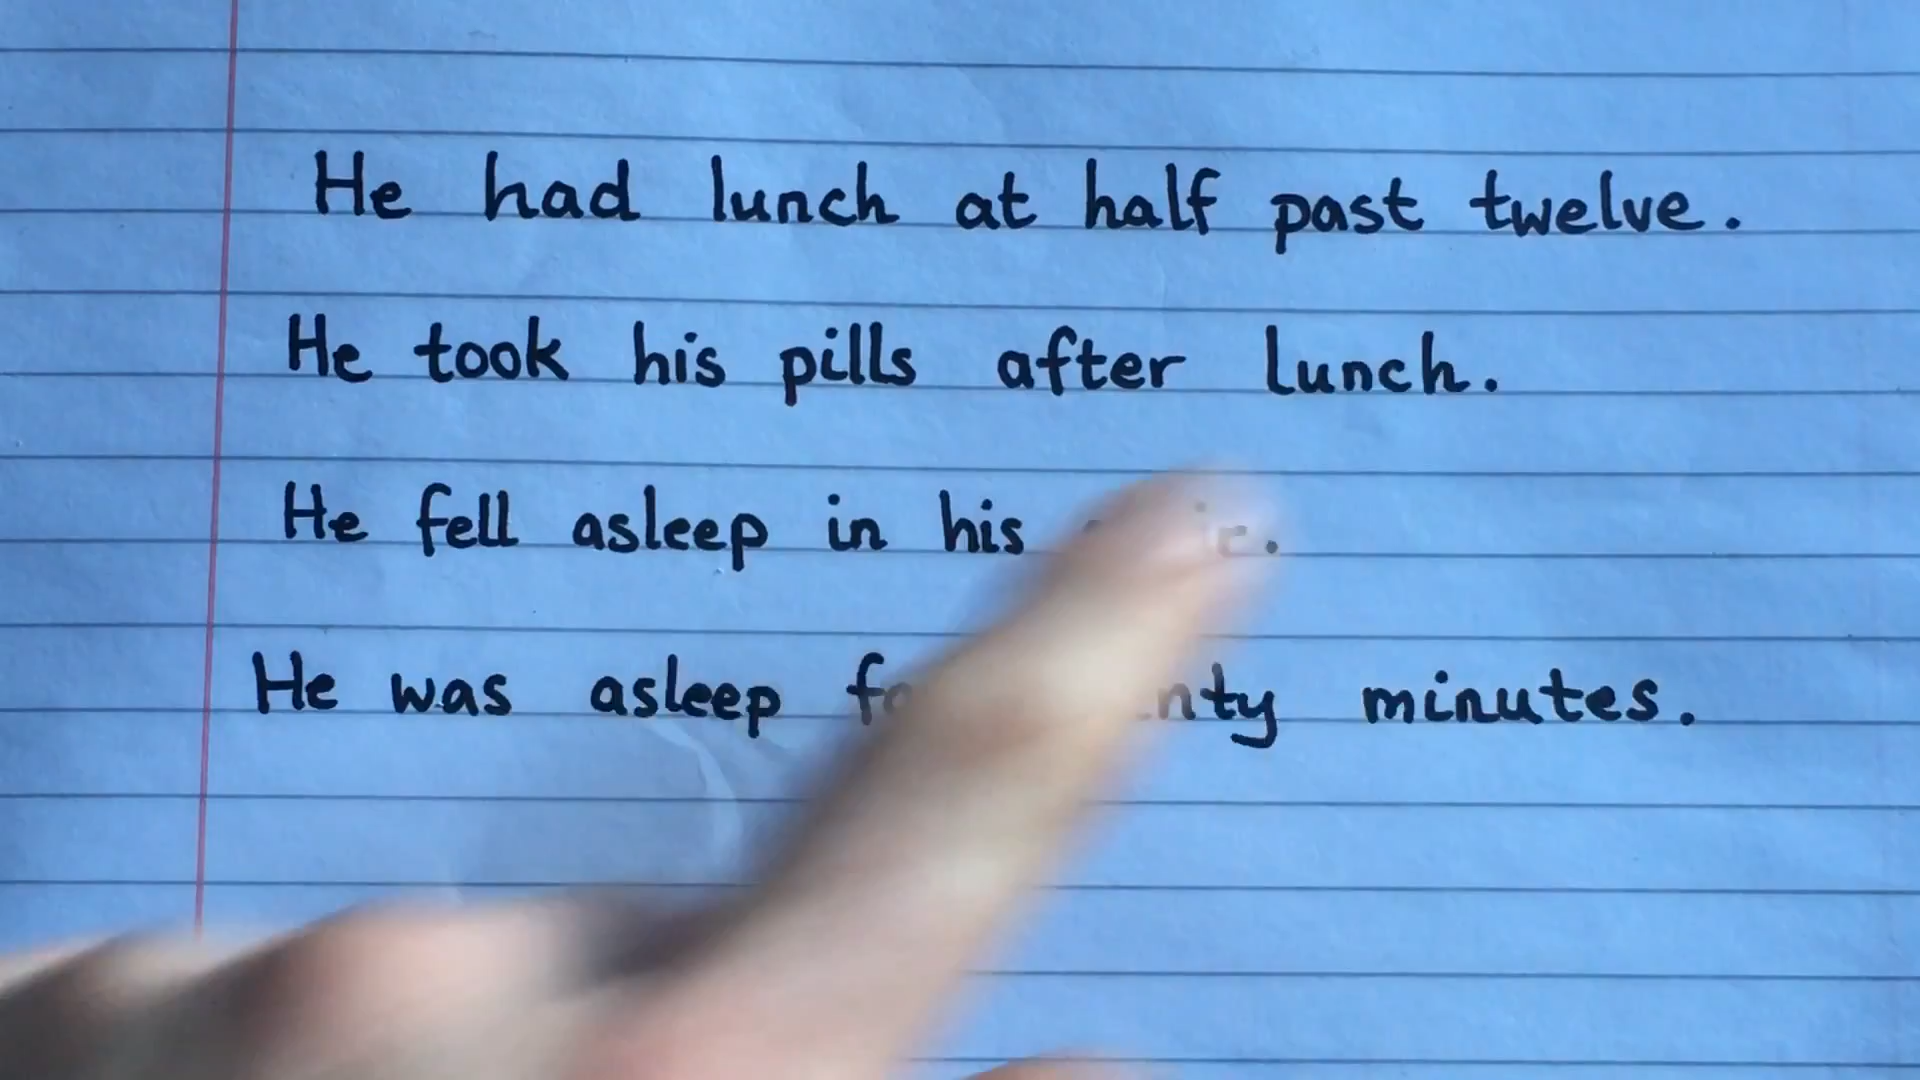 He had lunch at half past twelve.
He took his pills after lunch.
He fell asleep in his
He was asleep minutes.